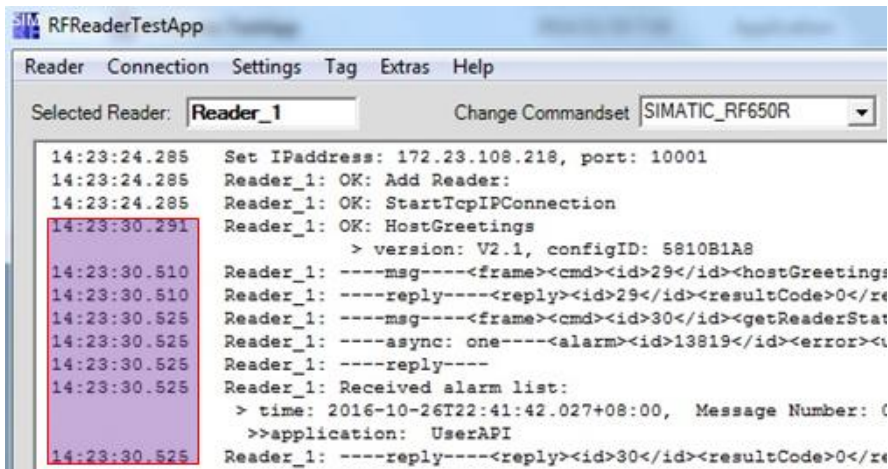 RFReaderTestApp
Reader Connection Settings Tag Extras Help
Selected Reader: Reader_1 Change Commandset SIMATIC_RF650R
14:23:24.285 Set IPaddress: 172.23.108.218, port: 10001
14:23:24.285 Reader_1: OK: Add Reader:
14:23:24.285 Reader_1: OK: StartTcpIPConnection
14:23:30.291 Reader_1: OK: HostGreetings
> version: V2.1, configID: 5810B1A8
14:23:30.510 Reader_1: ----msg----<frame><cmd><id>29</id><hostGreetings
14:23:30.510 Reader_1: ----reply----<reply><id>29</id><resultCode>0</re
14:23:30.525 Reader_1: ----msg----<frame><cmd><id>30</id><getReaderStat
14:23:30.525 Reader_1: ----async: one----<alarm><id>13819</id><error><u
14:23:30.525 Reader_1: ----reply----
14:23:30.525 Reader_1: Received alarm list:
> time: 2016-10-26T22:41:42.027+08:00, Message Number: 0
>>application: UserAPI
14:23:30.525 Reader_1: ----reply----<reply><id>30</id><resultCode>0</re